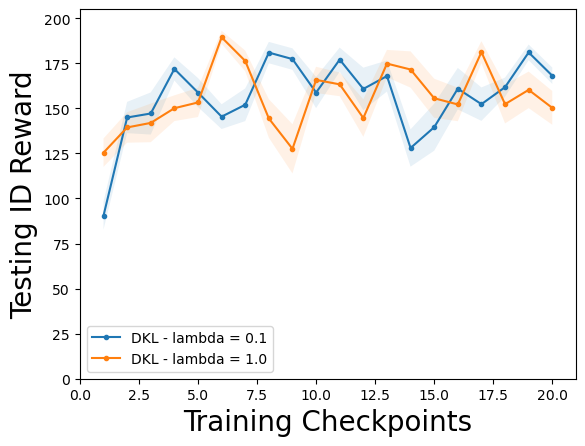 200
175
150
125
100
75
50
25
0
Testing ID Reward
DKL - lambda = 0.1
DKL - lambda = 1.0
0.0 2.5 5.0 7.5 10.0 12.5 15.0 17.5 20.0
Training Checkpoints